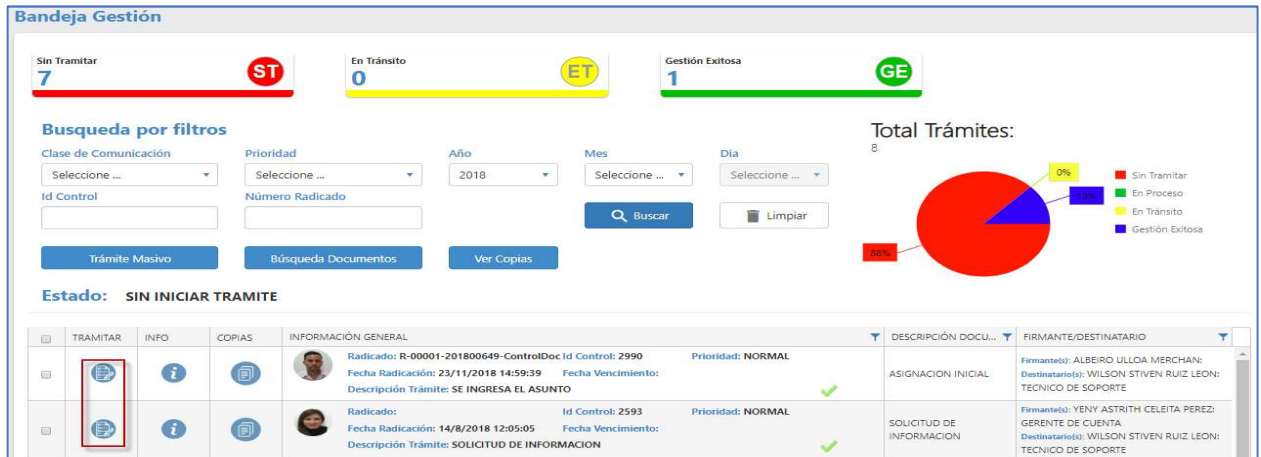 Bandeja Gestión
Sin Tramitar
7
ST
En Tránsito
0
ET
Gestión Exitosa
1
GE
Busqueda por filtros
Clase de Comunicación
Prioridad
Año
Mes
Dia
Seleccione ...
Seleccione ...
2018
Seleccione ...
Seleccione ...
Id Control
Número Radicado
Buscar
Limpiar
Trámite Masivo
Búsqueda Documentos
Ver Copias
Total Trámites:
8
0%
13%
88%
Sin Tramitar
En Proceso
En Tránsito
Gestión Exitosa
Estado: SIN INICIAR TRAMITE
TRAMITAR INFO COPIAS INFORMACIÓN GENERAL DESCRIPCIÓN DOCU... FIRMANTE/DESTINATARIO
Radicado: R-00001-201800649-ControlDoc Id Control: 2990 Prioridad: NORMAL
Fecha Radicación: 23/11/2018 14:59:39 Fecha Vencimiento:
Descripción Trámite: SE INGRESA EL ASUNTO
ASIGNACION INICIAL
Firmante(s): ALBEIRO ULLOA MERCHAN:
Destinatario(s): WILSON STIVEN RUIZ LEON:
TECNICO DE SOPORTE
Radicado: Id Control: 2593 Prioridad: NORMAL
Fecha Radicación: 14/8/2018 12:05:05 Fecha Vencimiento:
Descripción Trámite: SOLICITUD DE INFORMACION
SOLICITUD DE
INFORMACION
Firmante(s): YENY ASTRITH CELEITA PEREZ:
GERENTE DE CUENTA
Destinatario(s): WILSON STIVEN RUIZ LEON:
TECNICO DE SOPORTE